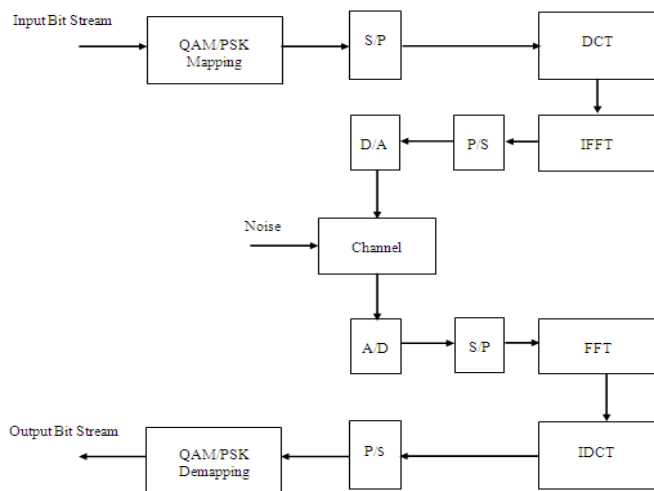 Input Bit Stream
QAM/PSK
Mapping
S/P
DCT
D/A
P/S
IFFT
Noise
Channel
A/D
S/P
FFT
Output Bit Stream
QAM/PSK
Demapping
P/s
IDCT